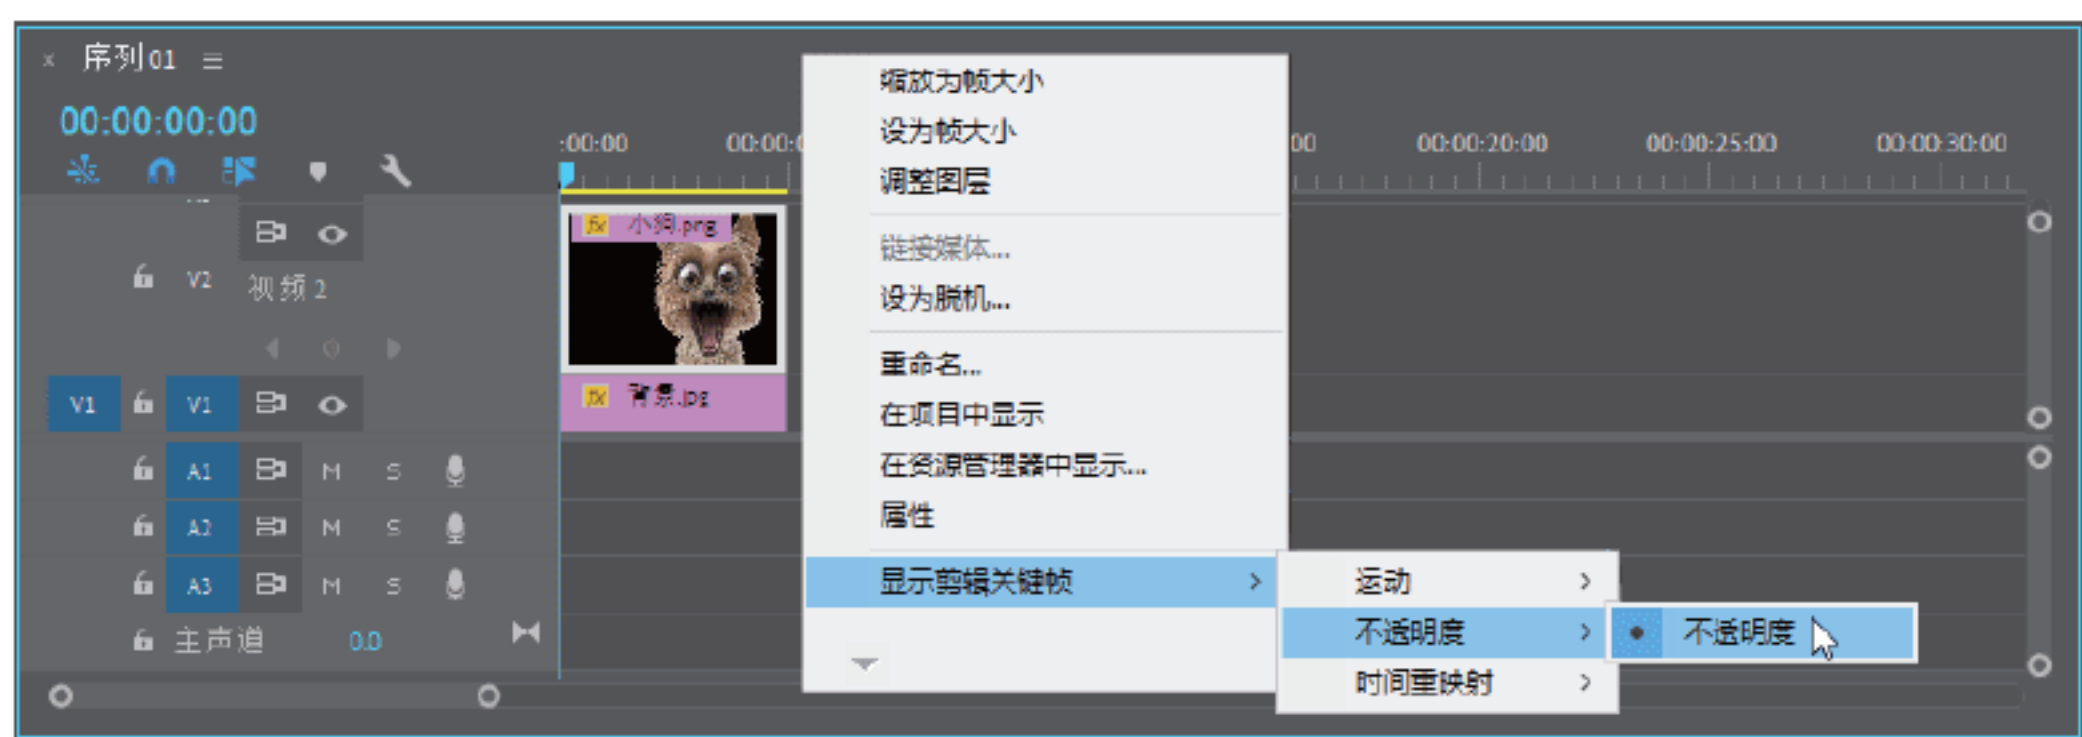 × 序列 01 ≡
00:00:00:00
:00:00 00:00: 00 00:00:20:00 00:00:25:00 00:00:30:00
fx 小狗.png
V2 视频 2
V1 V1 fx 背景.jpg
A1 M S
A2 M S
A3 M S
主声道 0.0
缩放为帧大小
设为帧大小
调整图层
链接媒体...
设为脱机...
重命名...
在项目中显示
在资源管理器中显示...
属性
显示剪辑关键帧 >
运动 >
不透明度 >
时间重映射 >
不透明度